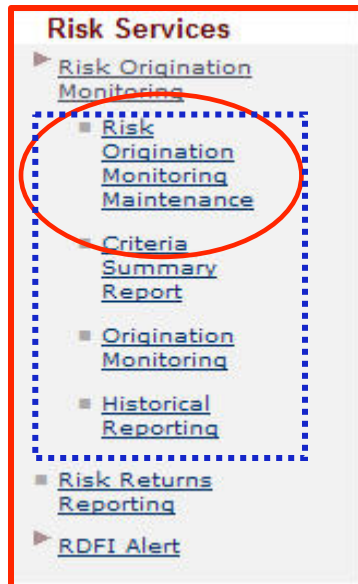 Risk Services
Risk Origination
Monitoring
Risk
Origination
Monitoring
Maintenance
Criteria
Summary
Report
Origination
Monitoring
Historical
Reporting
Risk Returns
Reporting
RDFI Alert